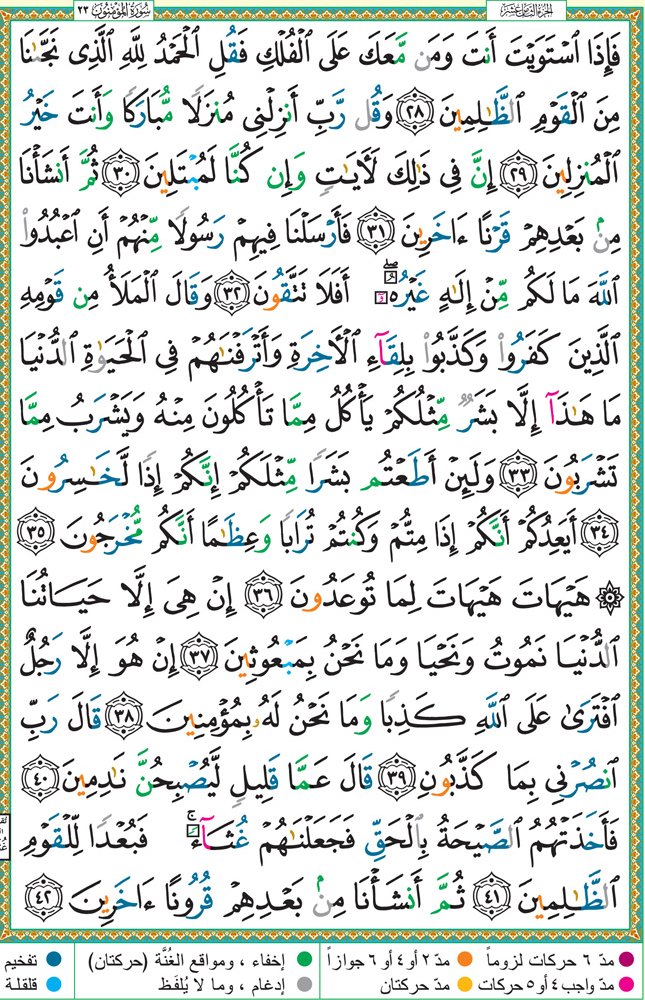 الجزء الثامن عشر
سُورَةُ المُؤْمِنُون ٢٣
فَإِذَا ٱسْتَوَيْتَ أَنتَ وَمَن مَّعَكَ عَلَى ٱلْفُلْكِ فَقُلِ ٱلْحَمْدُ لِلَّهِ ٱلَّذِى نَجَّىٰنَا
مِنَ ٱلْقَوْمِ ٱلظَّٰلِمِينَ ٢٨ وَقُل رَّبِّ أَنزِلْنِى مُنزَلًا مُّبَارَكًا وَأَنتَ خَيْرُ
ٱلْمُنزِلِينَ ٢٩ إِنَّ فِى ذَٰلِكَ لَأَيَٰتٍ وَإِن كُنَّا لَمُبْتَلِينَ ٣٠ ثُمَّ أَنشَأْنَا
مِنۢ بَعْدِهِمْ قَرْنًا ءَاخَرِينَ ٣١ فَأَرْسَلْنَا فِيهِمْ رَسُولًا مِّنْهُمْ أَنِ ٱعْبُدُوا۟
ٱللَّهَ مَا لَكُم مِّنْ إِلَٰهٍ غَيْرُهُۥٓ ۖ أَفَلَا تَتَّقُونَ ٣٢ وَقَالَ ٱلْمَلَأُ مِن قَوْمِهِ
ٱلَّذِينَ كَفَرُوا۟ وَكَذَّبُوا۟ بِلِقَآءِ ٱلْأَخِرَةِ وَأَتْرَفْنَٰهُمْ فِى ٱلْحَيَوٰةِ ٱلدُّنْيَا
مَا هَٰذَآ إِلَّا بَشَرٌ مِّثْلُكُمْ يَأْكُلُ مِمَّا تَأْكُلُونَ مِنْهُ وَيَشْرَبُ مِمَّا
تَشْرَبُونَ ٣٣ وَلَئِنْ أَطَعْتُم بَشَرًا مِّثْلَكُمْ إِنَّكُمْ إِذًا لَّخَٰسِرُونَ
٣٤ أَيَعِدُكُمْ أَنَّكُمْ إِذَا مِتُّمْ وَكُنتُمْ تُرَابًا وَعِظَٰمًا أَنَّكُم مُّخْرَجُونَ ٣٥
۞ هَيْهَاتَ هَيْهَاتَ لِمَا تُوعَدُونَ ٣٦ إِنْ هِىَ إِلَّا حَيَاتُنَا
ٱلدُّنْيَا نَمُوتُ وَنَحْيَا وَمَا نَحْنُ بِمَبْعُوثِينَ ٣٧ إِنْ هُوَ إِلَّا رَجُلٌ
ٱفْتَرَىٰ عَلَى ٱللَّهِ كَذِبًا وَمَا نَحْنُ لَهُۥ بِمُؤْمِنِينَ ٣٨ قَالَ رَبِّ
ٱنصُرْنِى بِمَا كَذَّبُونِ ٣٩ قَالَ عَمَّا قَلِيلٍ لَّيُصْبِحُنَّ نَٰدِمِينَ ٤٠
فَأَخَذَتْهُمُ ٱلصَّيْحَةُ بِٱلْحَقِّ فَجَعَلْنَٰهُمْ غُثَآءً ۚ فَبُعْدًا لِّلْقَوْمِ
ٱلظَّٰلِمِينَ ٤١ ثُمَّ أَنشَأْنَا مِنۢ بَعْدِهِمْ قُرُونًا ءَاخَرِينَ ٤٢
مدّ ٦ حركات لزوماً مدّ ٢ أو ٤ أو ٦ جوازاً إخفاء ، ومواقع الغُنَّة (حركتان) تفخيم
مدّ واجب ٤ أو ٥ حركات مدّ حركتان إدغام ، وما لا يُلفَظ قلقلة